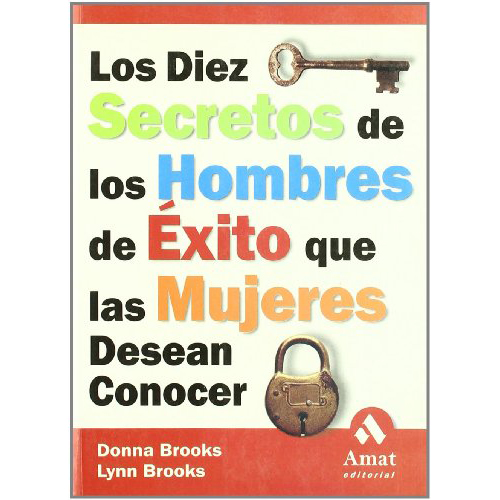 Los Diez
Secretos de
los Hombres
de Éxito que
las Mujeres
Desean
Conocer
Donna Brooks
Lynn Brooks
Amat
editorial